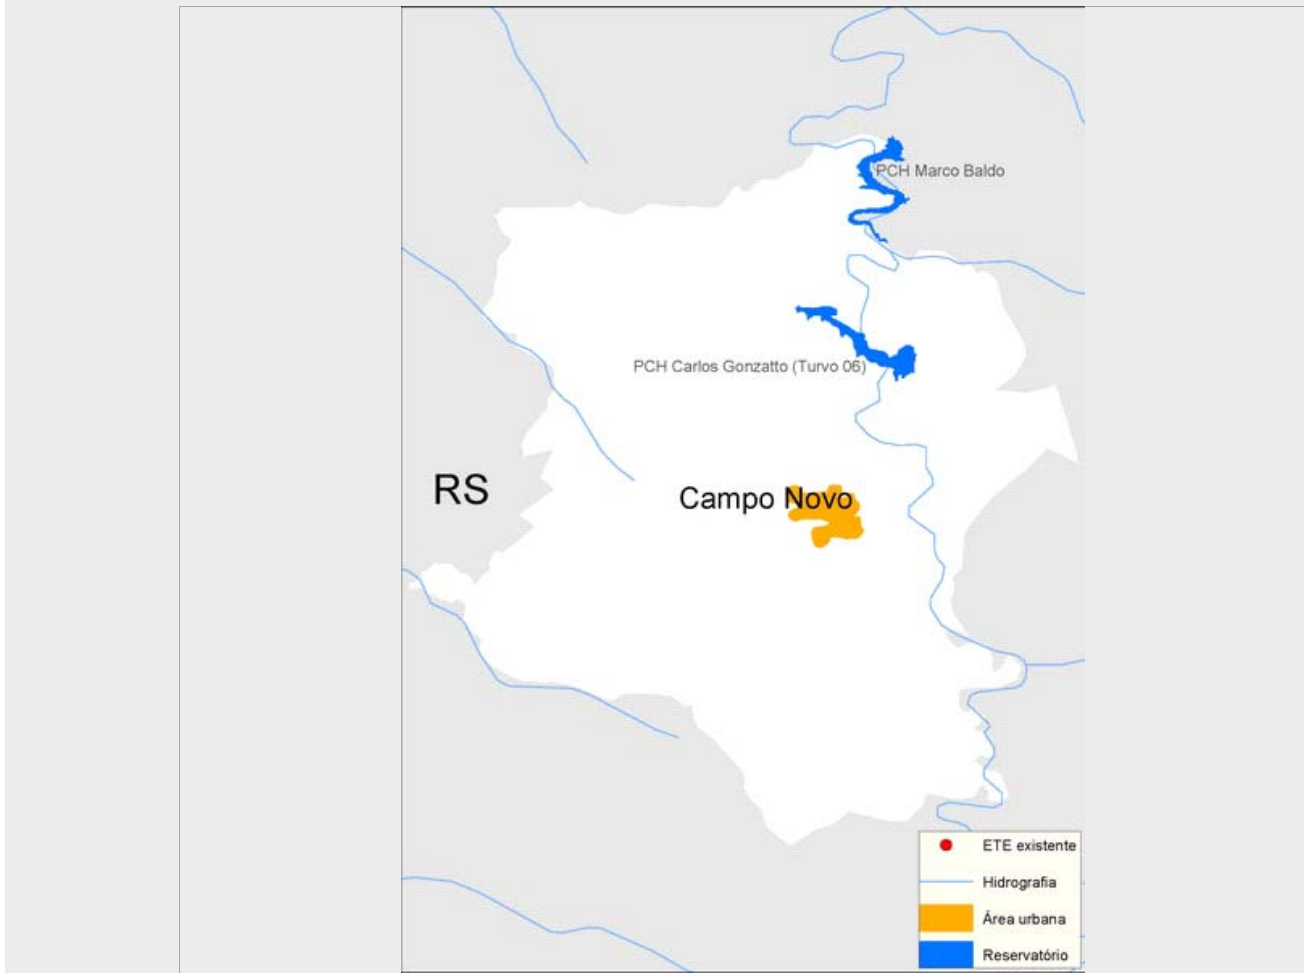 PCH Marco Baldo
PCH Carlos Gonzatto (Turvo 06)
RS
Campo Novo
ETE existente
Hidrografia
Área urbana
Reservatório